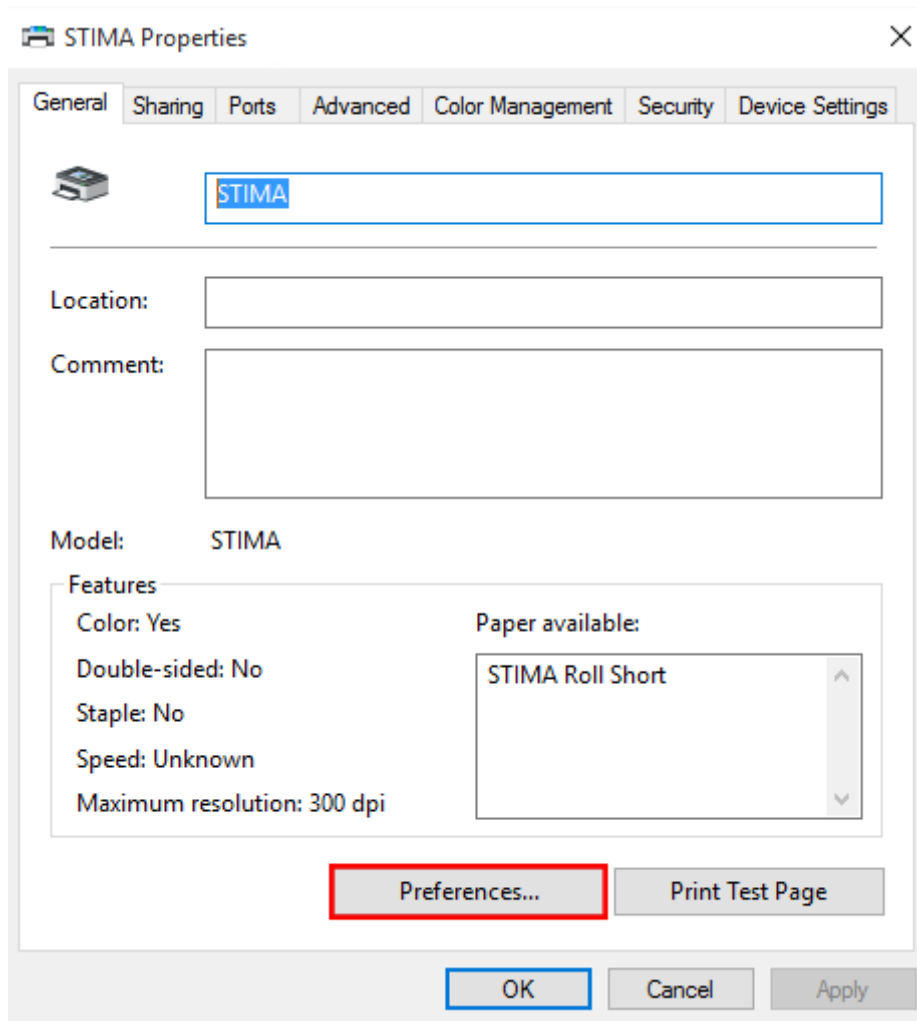 STIMA Properties
General Sharing Ports Advanced Color Management Security Device Settings
STIMA
Location:
Comment:
Model: STIMA
Features
Color: Yes
Double-sided: No
Staple: No
Speed: Unknown
Maximum resolution: 300 dpi
Paper available:
STIMA Roll Short
Preferences... Print Test Page
OK Cancel Apply